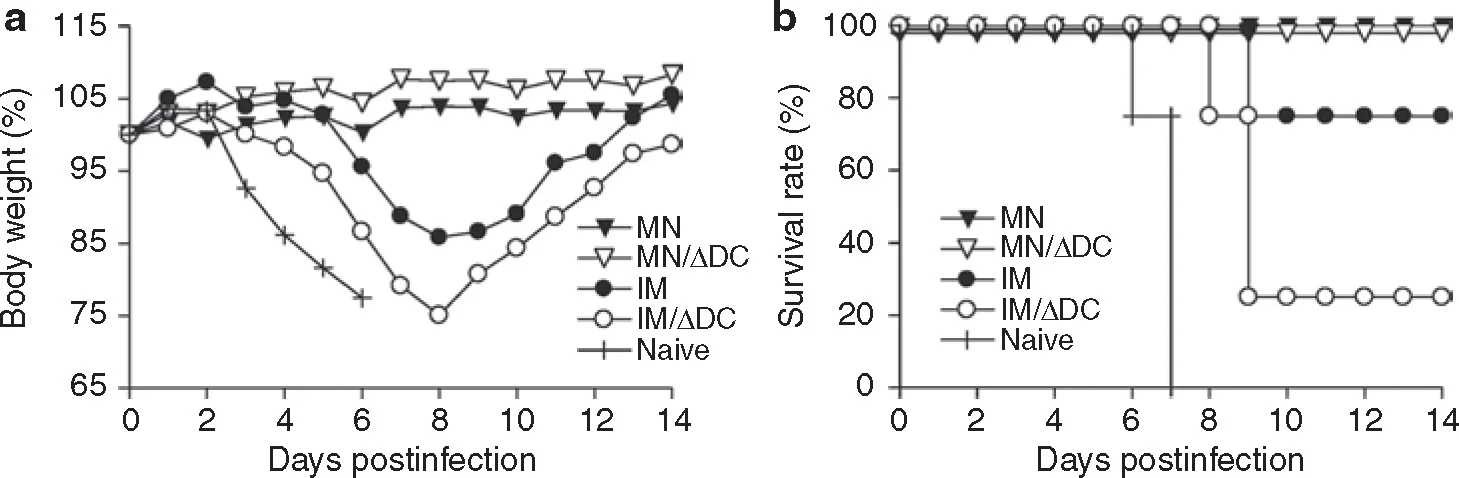 a
115
105
95
85
75
65
Body weight (%)
0 2 4 6 8 10 12 14
Days postinfection
MN
MN/ΔDC
IM
IM/ΔDC
Naive
b
100
80
60
40
20
0
Survival rate (%)
0 2 4 6 8 10 12 14
Days postinfection
MN
MN/ΔDC
IM
IM/ΔDC
Naive